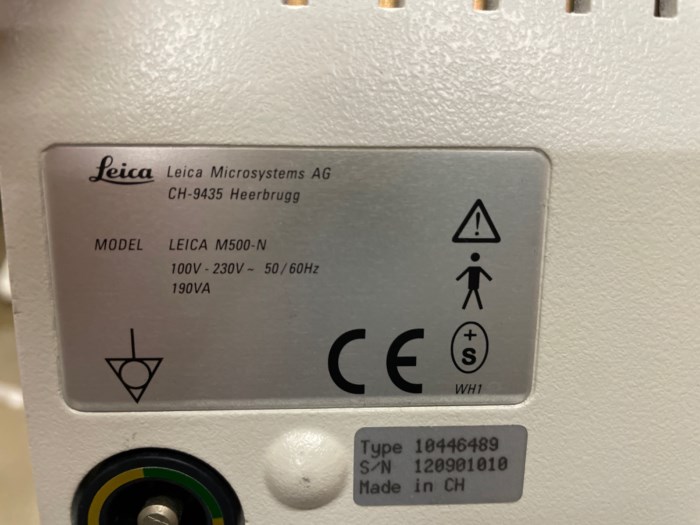 Leica Leica Microsystems AG
CH-9435 Heerbrugg
MODEL LEICA M500-N
100V - 230V ~ 50/60Hz
190VA
CE
+
S
WH1
Type 10446489
S/N 120901010
Made in CH